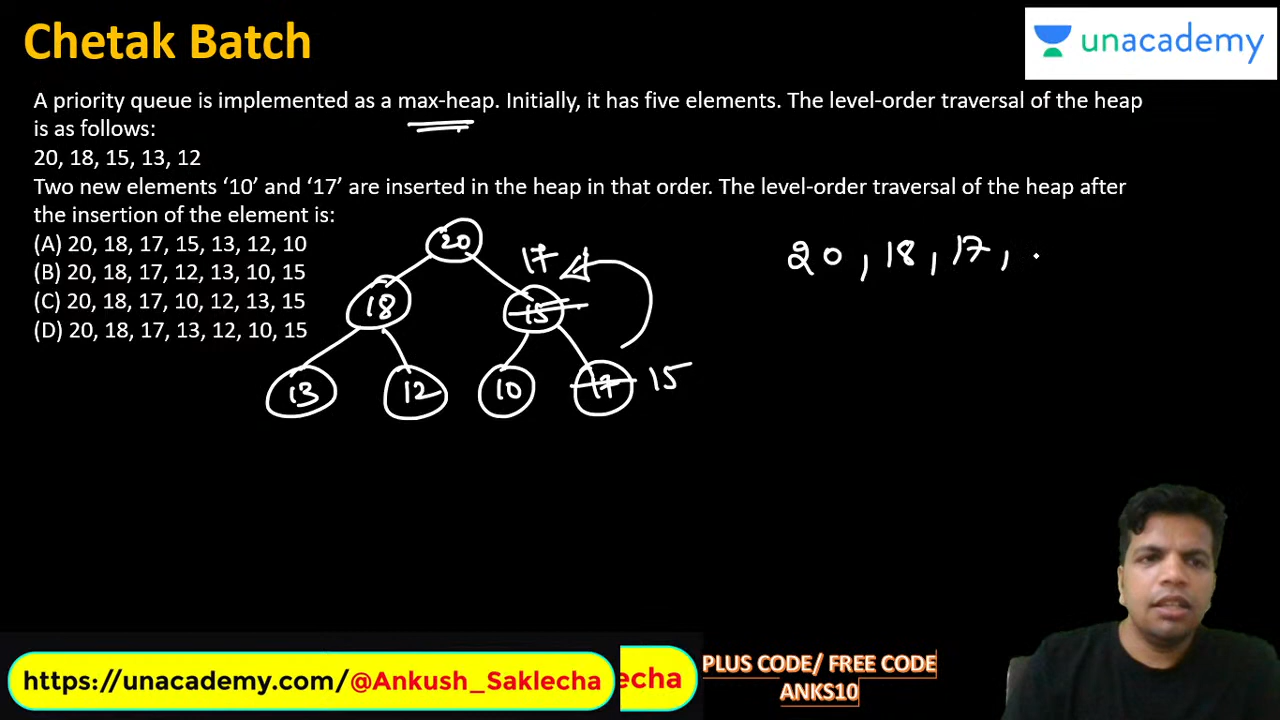 Chetak Batch
unacademy
A priority queue is implemented as a max-heap. Initially, it has five elements. The level-order traversal of the heap
is as follows:
20, 18, 15, 13, 12
Two new elements ‘10’ and ‘17’ are inserted in the heap in that order. The level-order traversal of the heap after
the insertion of the element is:
(A) 20, 18, 17, 15, 13, 12, 10
(B) 20, 18, 17, 12, 13, 10, 15
(C) 20, 18, 17, 10, 12, 13, 15
(D) 20, 18, 17, 13, 12, 10, 15
20
17
20, 18, 17,
18
15
13
12
10
17
15
https://unacademy.com/@Ankush_Saklecha
echa
PLUS CODE/ FREE CODE
ANKS10